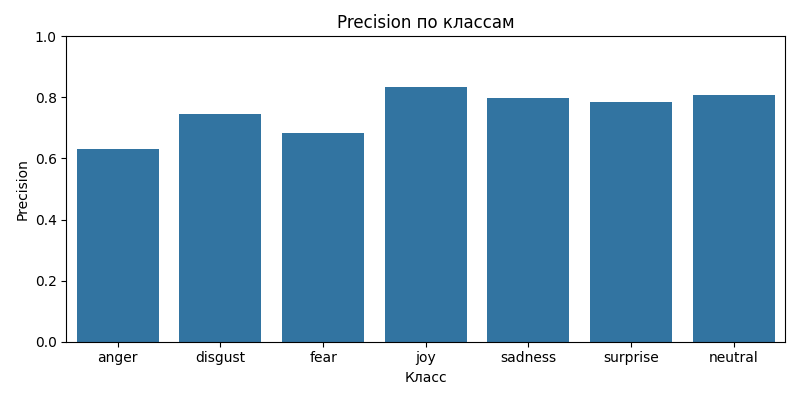 Precision по классам
1.0
0.8
0.6
0.4
0.2
0.0
Precision
anger disgust fear joy sadness surprise neutral
Класс